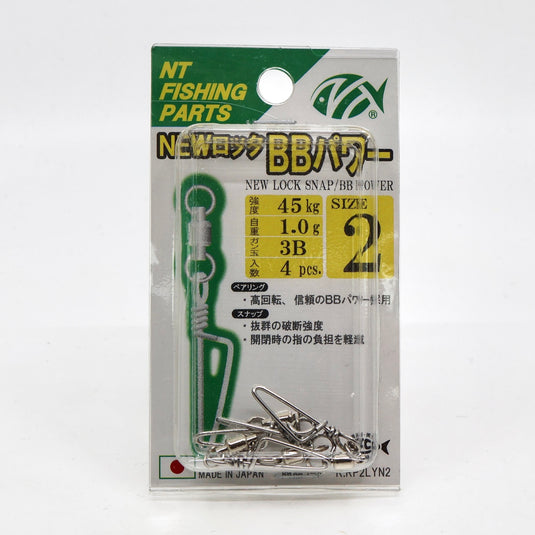 NT
FISHING
PARTS
®
NEWロック BBパワー
NEW LOCK SNAP/BB POWER
強度 45kg
自重 1.0g
ガン玉 3B
入数 4 pcs.
SIZE
2
ベアリング
・高回転、信頼のBBパワー採用
スナップ
・抜群の破断強度
・開閉時の指の負担を軽減
MADE IN JAPAN
R.RF2LYN2